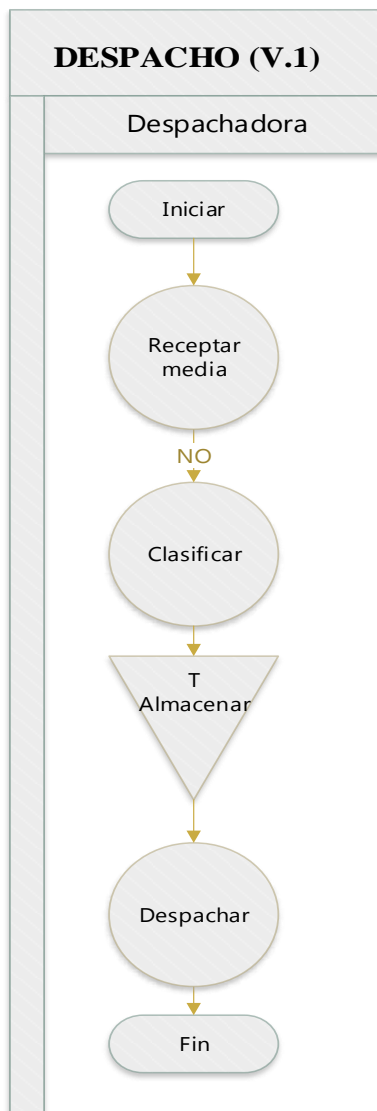 DESPACHO (V.1)
Despachadora
Iniciar
Receptar
media
NO
Clasificar
T
Almacenar
Despachar
Fin